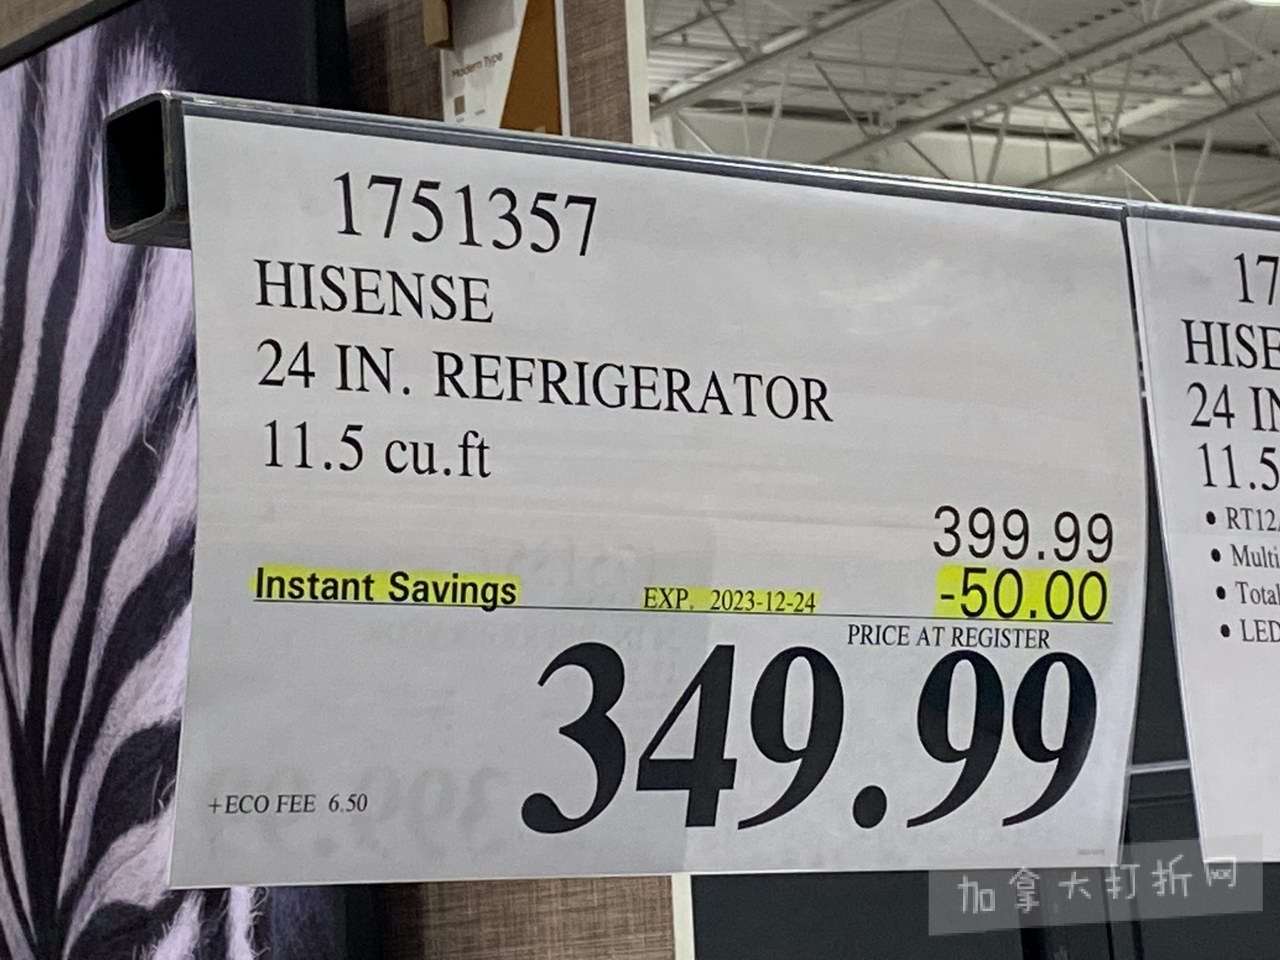 Modern Type
1751357
HISENSE
24 IN. REFRIGERATOR
11.5 cu.ft
399.99
Instant Savings EXP. 2023-12-24 -50.00
PRICE AT REGISTER
349.99
+ECO FEE 6.50
17
HISE
24 IN
11.5
• RT12
• Multi
• Total
• LED
加拿大打折网